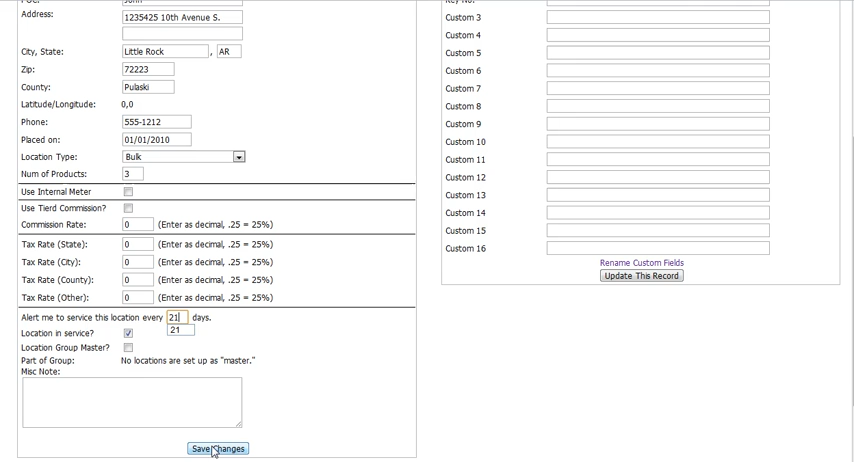 POC: John
Address: 1235425 10th Avenue S.
City, State: Little Rock , AR
Zip: 72223
County: Pulaski
Latitude/Longitude: 0,0
Phone: 555-1212
Placed on: 01/01/2010
Location Type: Bulk
Num of Products: 3
Use Internal Meter
Use Tierd Commission?
Commission Rate: 0 (Enter as decimal, .25 = 25%)
Tax Rate (State): 0 (Enter as decimal, .25 = 25%)
Tax Rate (City): 0 (Enter as decimal, .25 = 25%)
Tax Rate (County): 0 (Enter as decimal, .25 = 25%)
Tax Rate (Other): 0 (Enter as decimal, .25 = 25%)
Alert me to service this location every 21 days.
21
Location in service?
Location Group Master?
Part of Group: No locations are set up as "master."
Misc Note:
Save Changes
Key No:
Custom 3
Custom 4
Custom 5
Custom 6
Custom 7
Custom 8
Custom 9
Custom 10
Custom 11
Custom 12
Custom 13
Custom 14
Custom 15
Custom 16
Rename Custom Fields
Update This Record